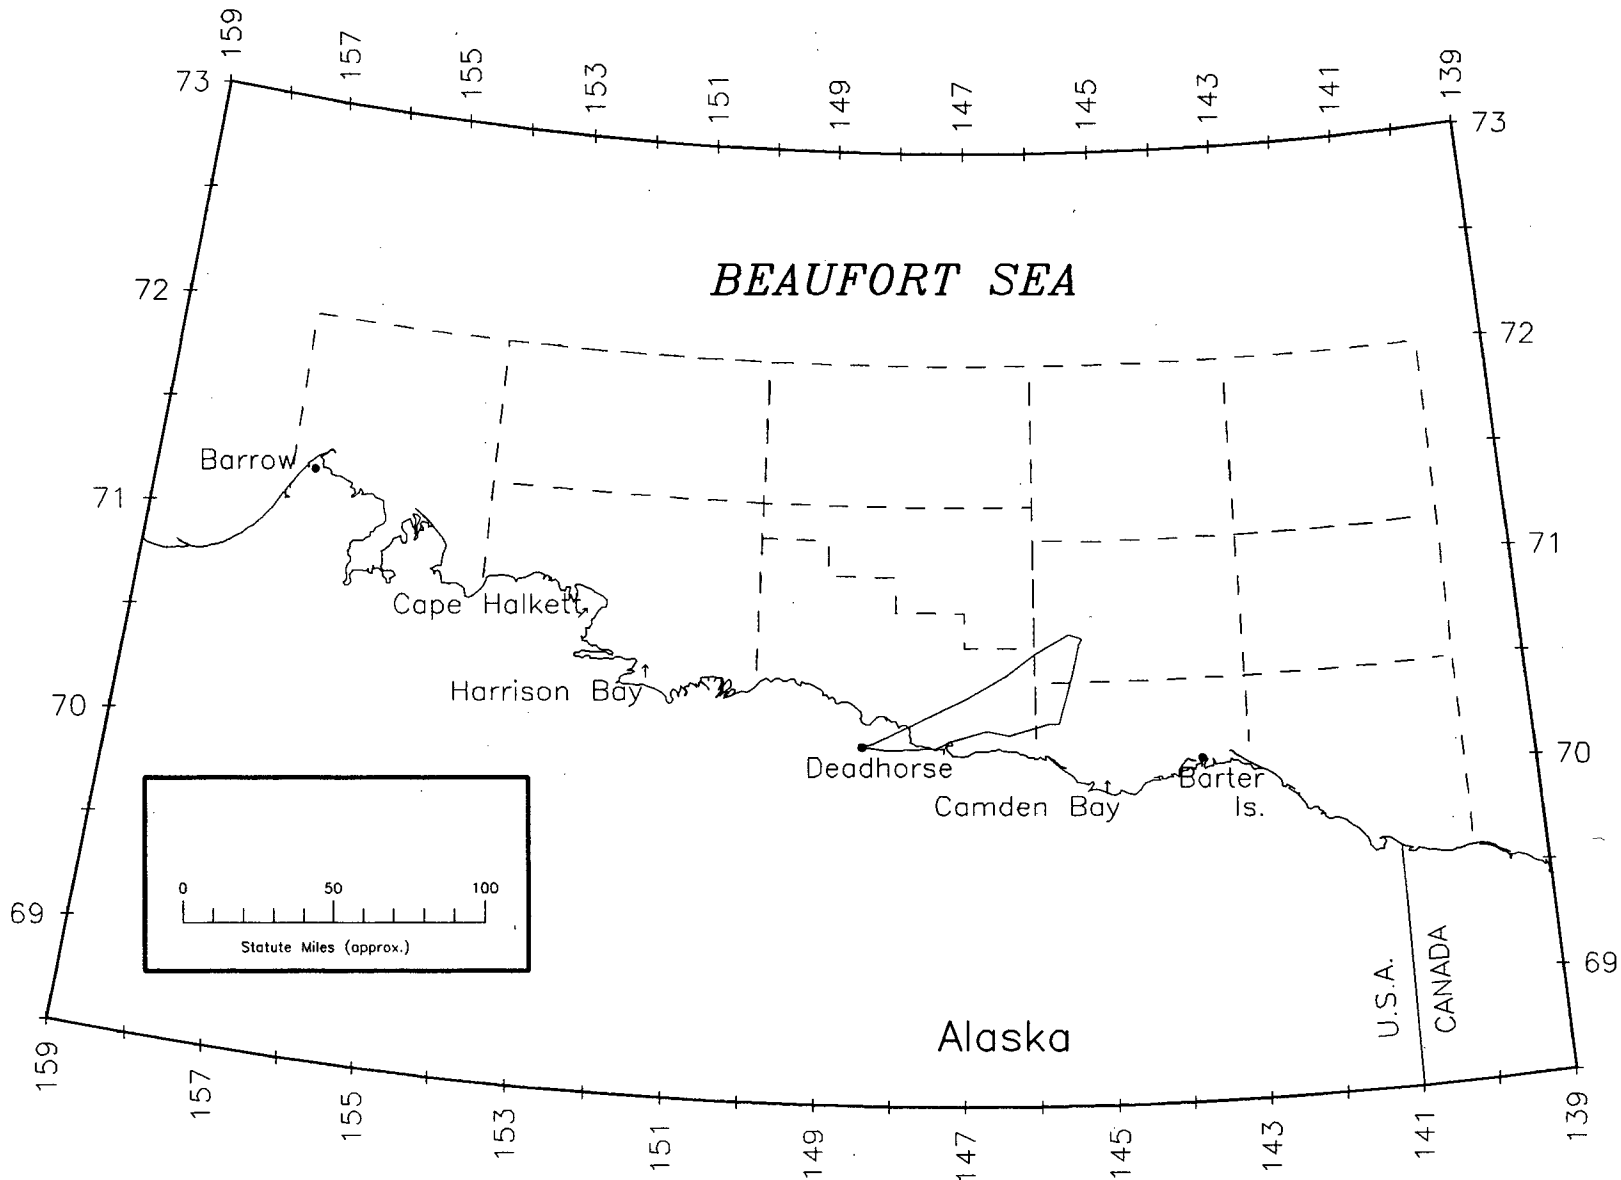 159
157
155
153
151
149
147
145
143
141
139
73
73
BEAUFORT SEA
72
72
Barrow
71
71
Cape Halkett
Harrison Bay
70
70
Deadhorse
Camden Bay
Barter
Is.
0 50 100
Statute Miles (approx.)
69
69
U.S.A.
CANADA
Alaska
159
157
155
153
151
149
147
145
143
141
139